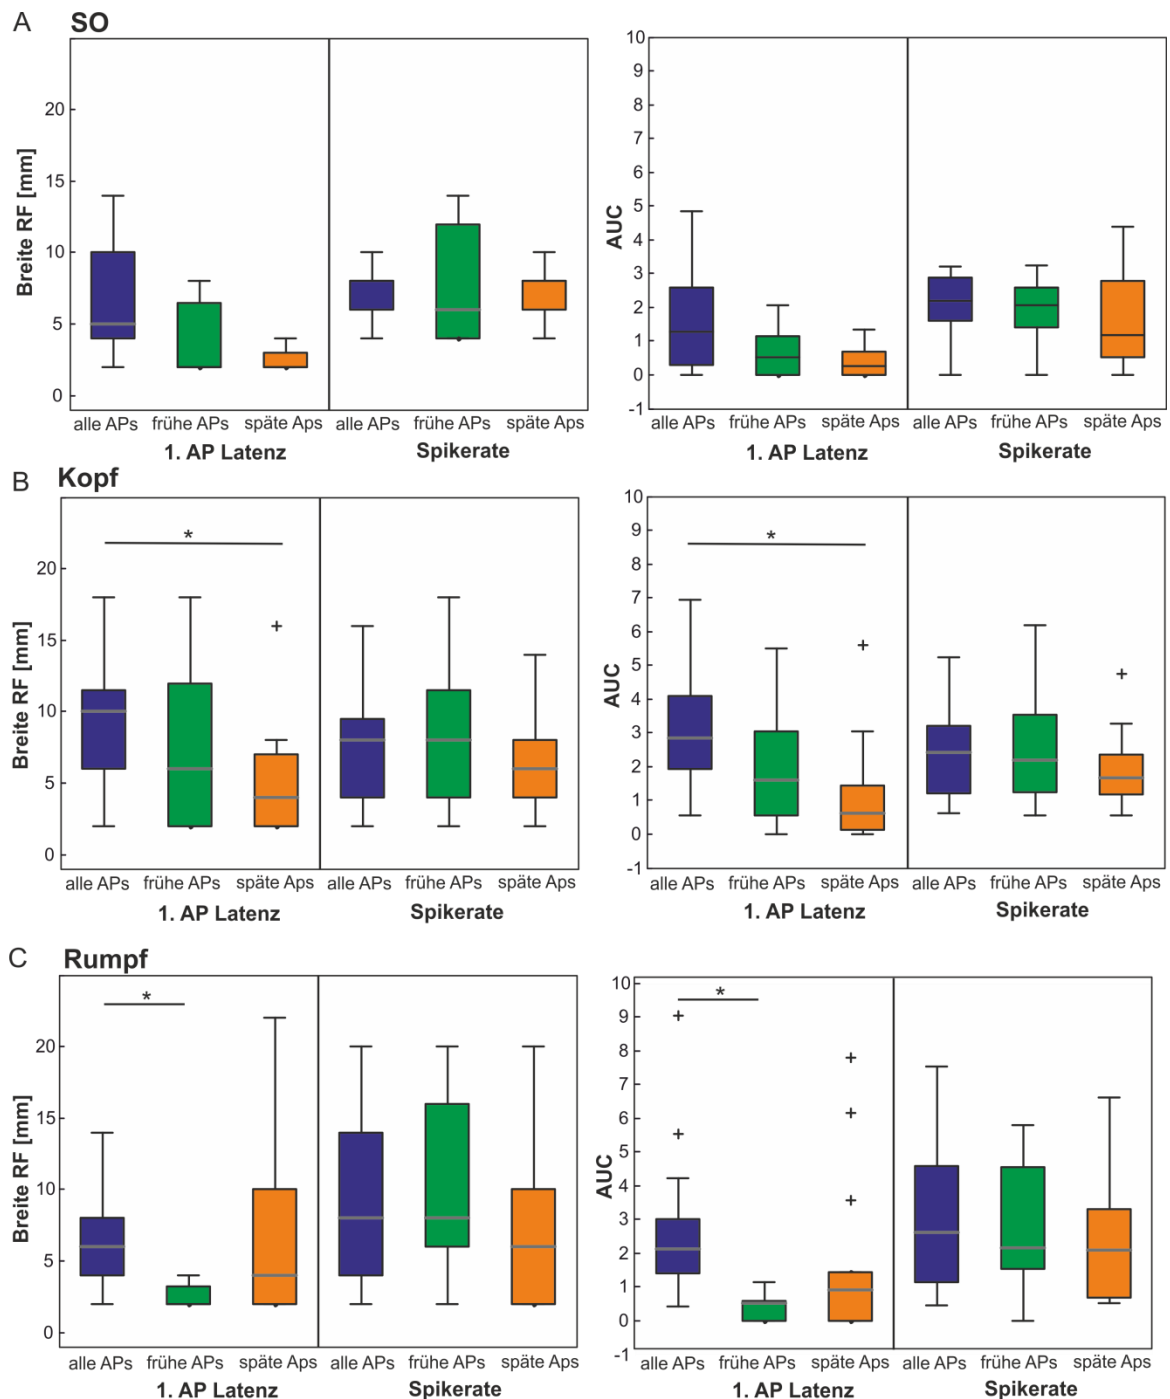 A SO
20
15
10
5
0
Breite RF [mm]
alle APs frühe APs späte Aps alle APs frühe APs späte Aps
1. AP Latenz Spikerate
10
9
8
7
6
5
4
3
2
1
0
-1
AUC
alle APs frühe APs späte Aps alle APs frühe APs späte APs
1. AP Latenz Spikerate
B Kopf
*
20
15
10
5
0
Breite RF [mm]
alle APs frühe APs späte Aps alle APs frühe APs späte Aps
1. AP Latenz Spikerate
10
9
8
7
6
5
4
3
2
1
0
-1
AUC
*
alle APs frühe APs späte Aps alle APs frühe APs späte Aps
1. AP Latenz Spikerate
C Rumpf
*
20
15
10
5
0
Breite RF [mm]
alle APs frühe APs späte Aps alle APs frühe APs späte Aps
1. AP Latenz Spikerate
10
9
8
7
6
5
4
3
2
1
0
-1
AUC
*
alle APs frühe APs späte Aps alle APs frühe APs späte Aps
1. AP Latenz Spikerate